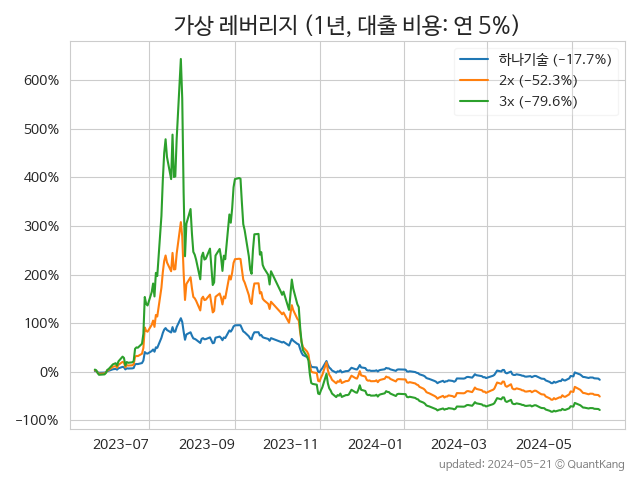 가상 레버리지 (1년, 대출 비용: 연 5%)
하나기술 (−17.7%)
2x (−52.3%)
3x (−79.6%)
600%
500%
400%
300%
200%
100%
0%
−100%
2023-07 2023-09 2023-11 2024-01 2024-03 2024-05
updated: 2024-05-21 © QuantKang